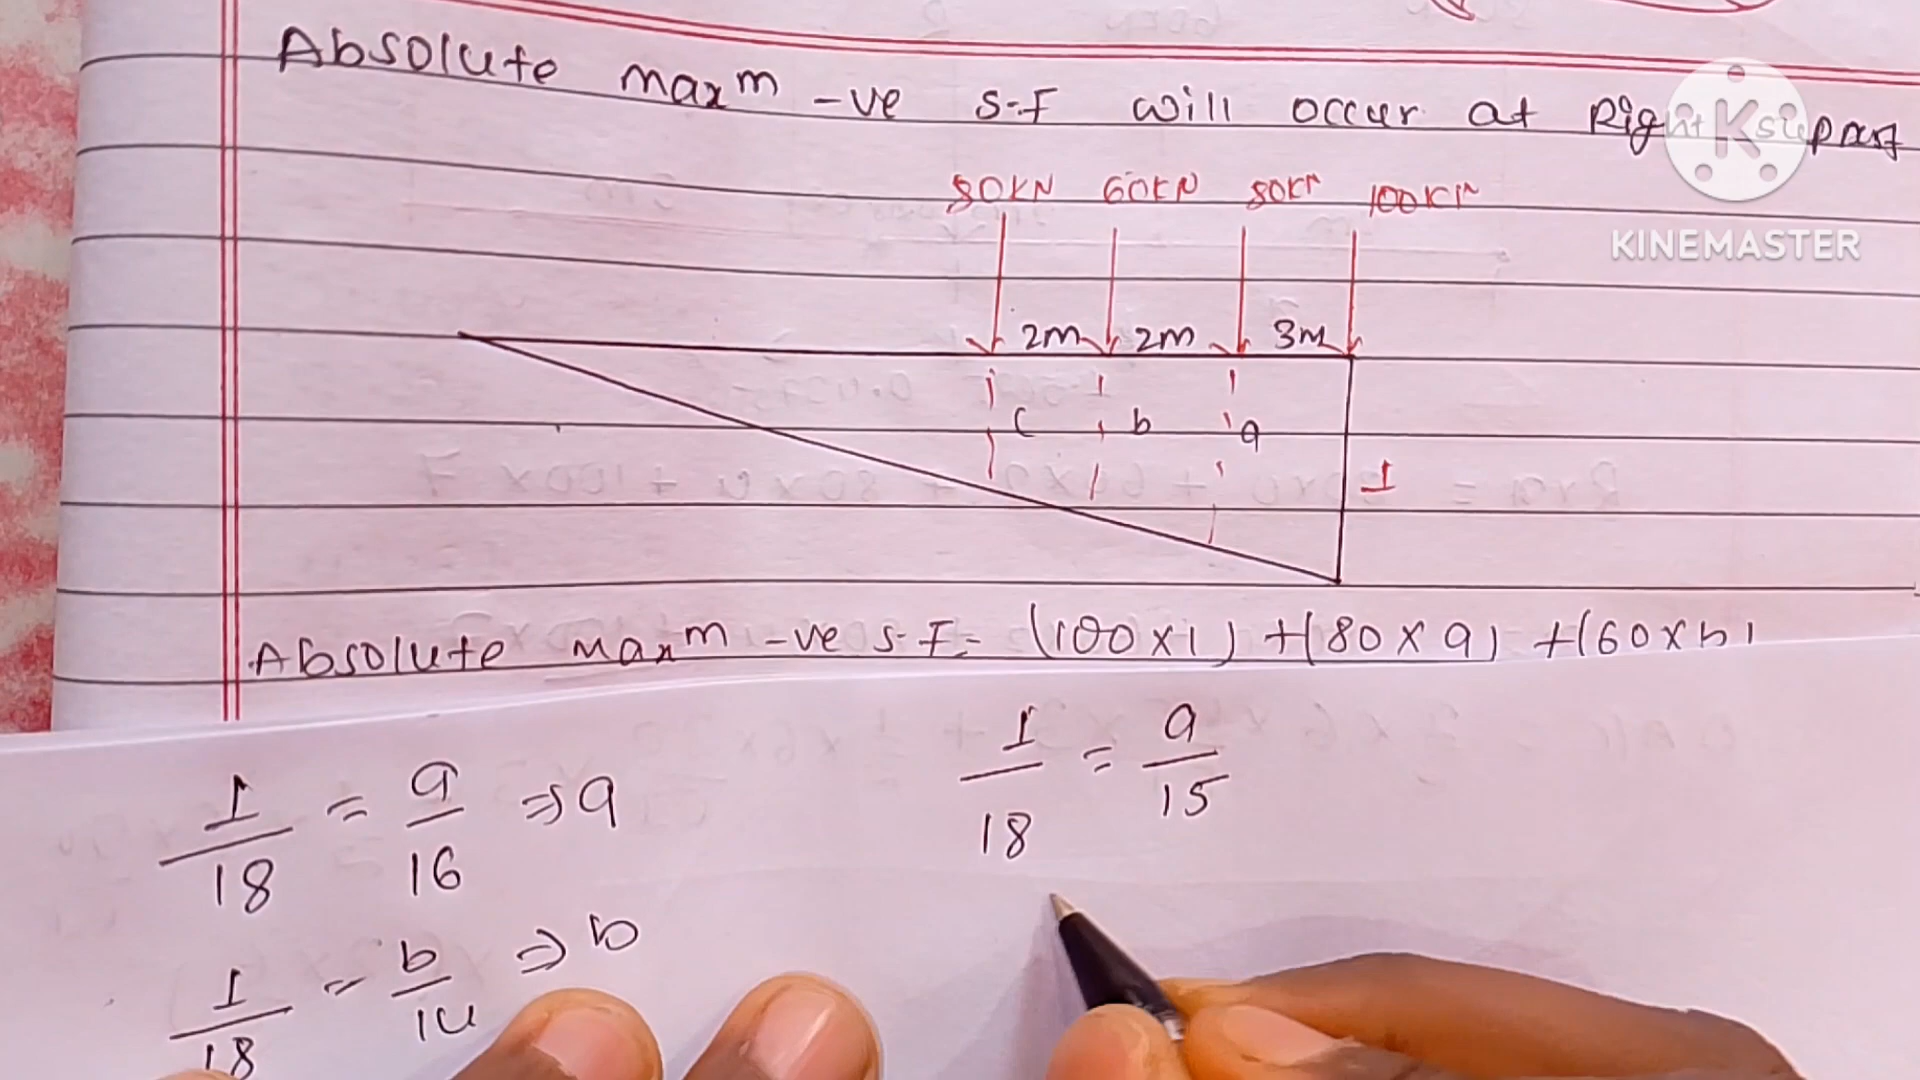 Absolute maxm -ve S.F will occur at Right suport
80KN 60KN 80KN 100KN
KINEMASTER
2m 2m 3m
c b a
1
Absolute maxm -ve S.F = (100×1) + (80×a) + (60×b)
1/18 = a/16 ⇒ a
1/18 = a/15
1/18 = b/14 ⇒ b